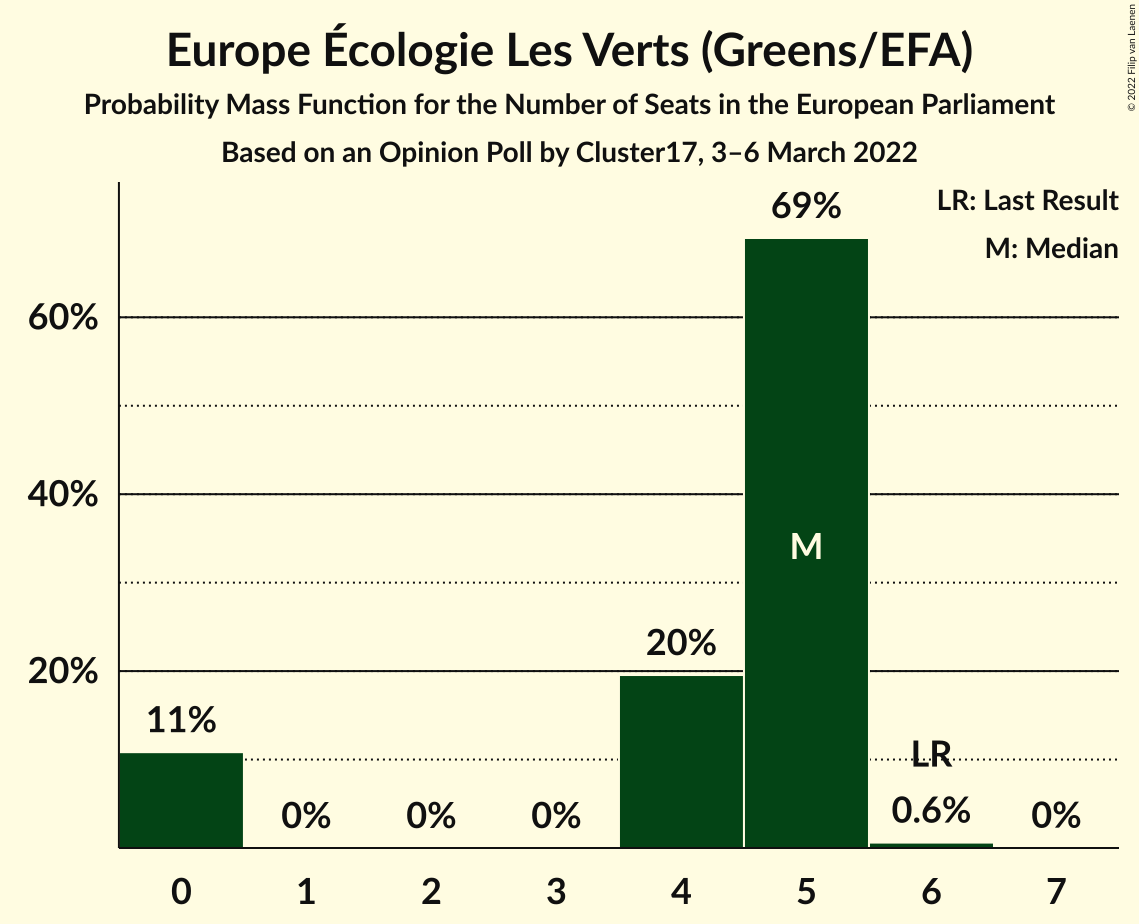 Europe Écologie Les Verts (Greens/EFA)
Probability Mass Function for the Number of Seats in the European Parliament
Based on an Opinion Poll by Cluster17, 3–6 March 2022
© 2022 Filip van Laenen
LR: Last Result
M: Median
69%
60%
40%
M
20%
20%
11%
LR
0% 0% 0% 0.6% 0%
0 1 2 3 4 5 6 7